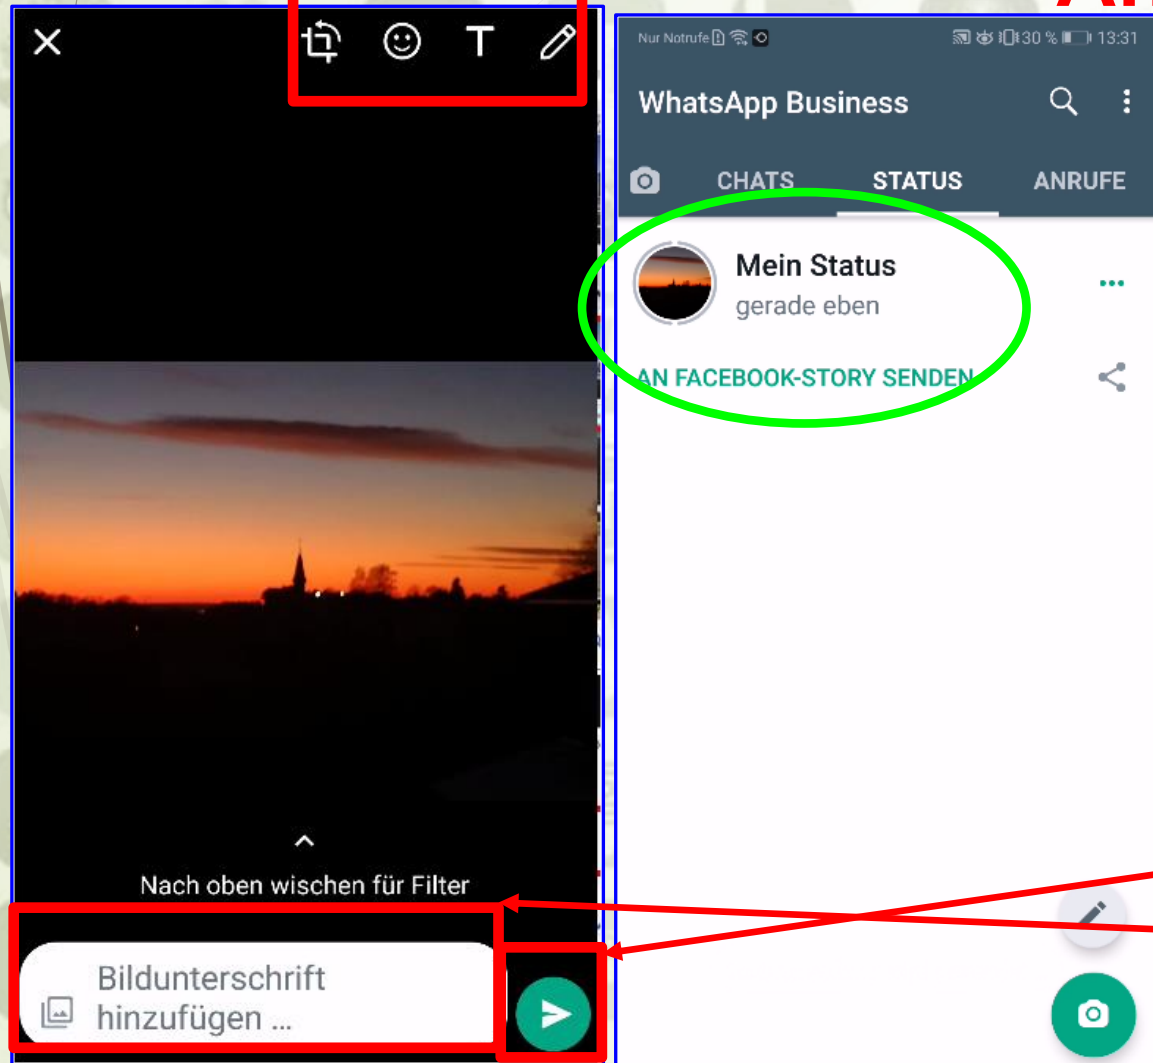 T
Nach oben wischen für Filter
Bildunterschrift
hinzufügen ...
Nur Notrufe
30 %
13:31
WhatsApp Business
CHATS
STATUS
ANRUFE
Mein Status
gerade eben
AN FACEBOOK-STORY SENDEN